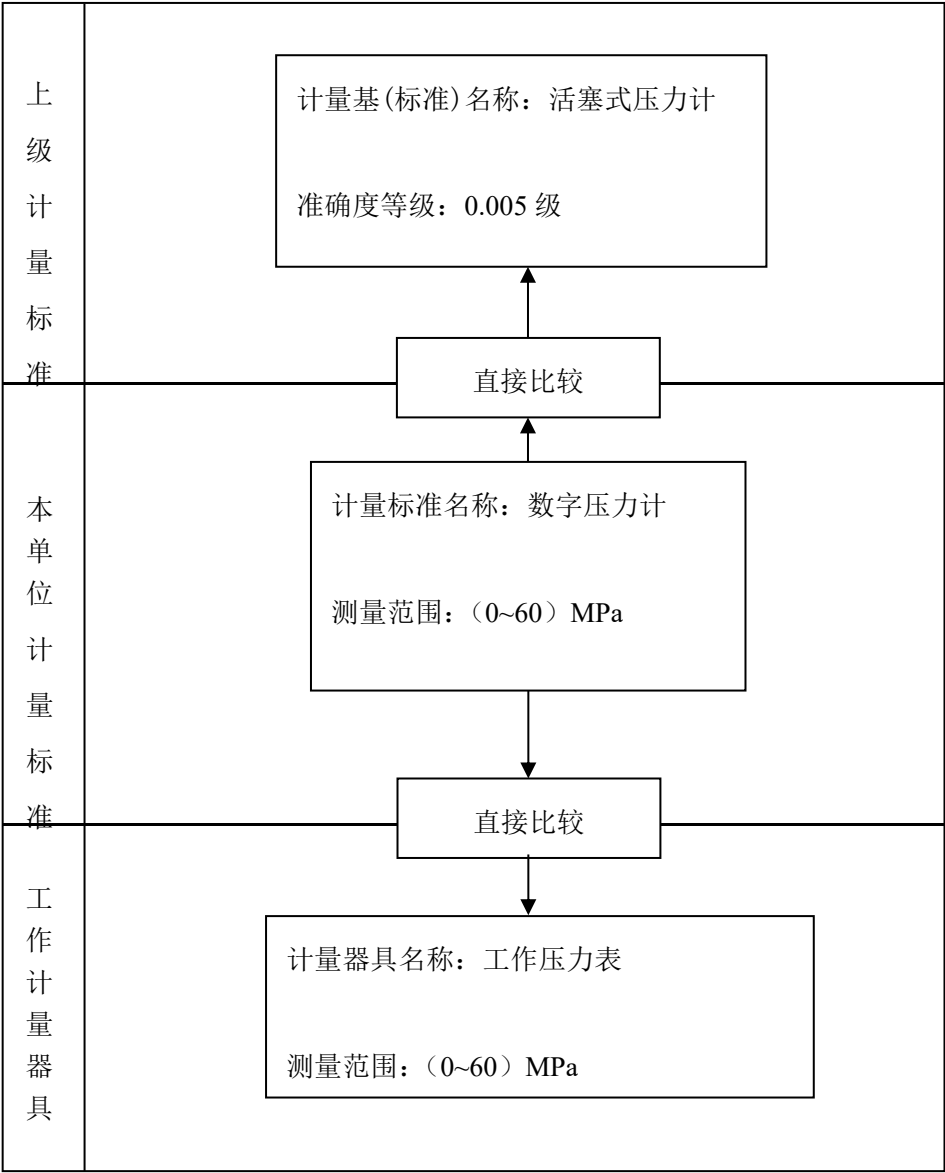 上级计量标准
计量基(标准)名称：活塞式压力计
准确度等级：0.005 级
直接比较
本单位计量标准
计量标准名称：数字压力计
测量范围：（0~60）MPa
直接比较
工作计量器具
计量器具名称：工作压力表
测量范围：（0~60）MPa